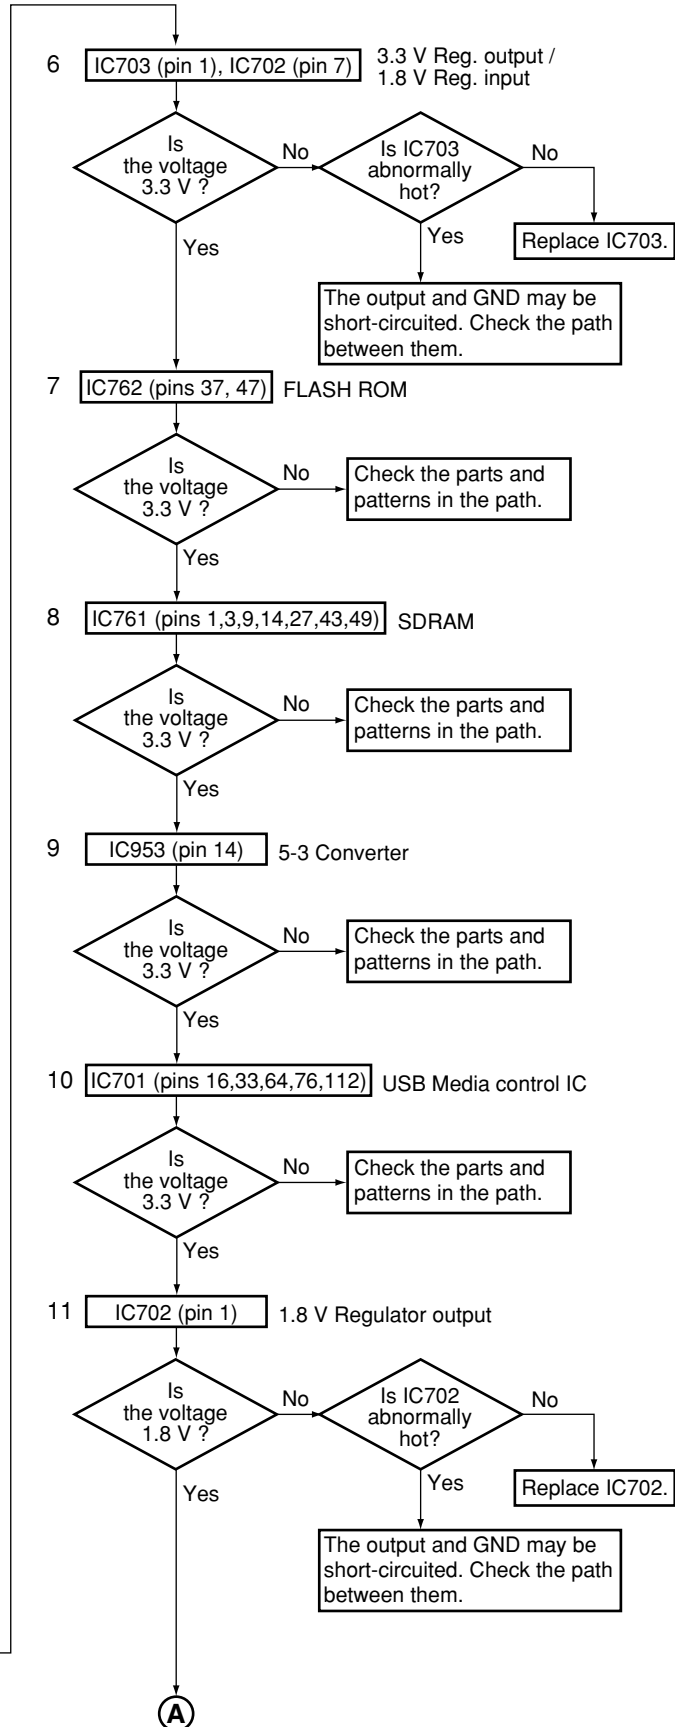 6
IC703 (pin 1), IC702 (pin 7)
3.3 V Reg. output /
1.8 V Reg. input
Is
the voltage
3.3 V ?
No
Is IC703
abnormally
hot?
No
Yes
Yes
Replace IC703.
The output and GND may be
short-circuited. Check the path
between them.
7
IC762 (pins 37, 47)
FLASH ROM
Is
the voltage
3.3 V ?
No
Check the parts and
patterns in the path.
Yes
8
IC761 (pins 1,3,9,14,27,43,49)
SDRAM
Is
the voltage
3.3 V ?
No
Check the parts and
patterns in the path.
Yes
9
IC953 (pin 14)
5-3 Converter
Is
the voltage
3.3 V ?
No
Check the parts and
patterns in the path.
Yes
10
IC701 (pins 16,33,64,76,112)
USB Media control IC
Is
the voltage
3.3 V ?
No
Check the parts and
patterns in the path.
Yes
11
IC702 (pin 1)
1.8 V Regulator output
Is
the voltage
1.8 V ?
No
Is IC702
abnormally
hot?
No
Yes
Yes
Replace IC702.
The output and GND may be
short-circuited. Check the path
between them.
A